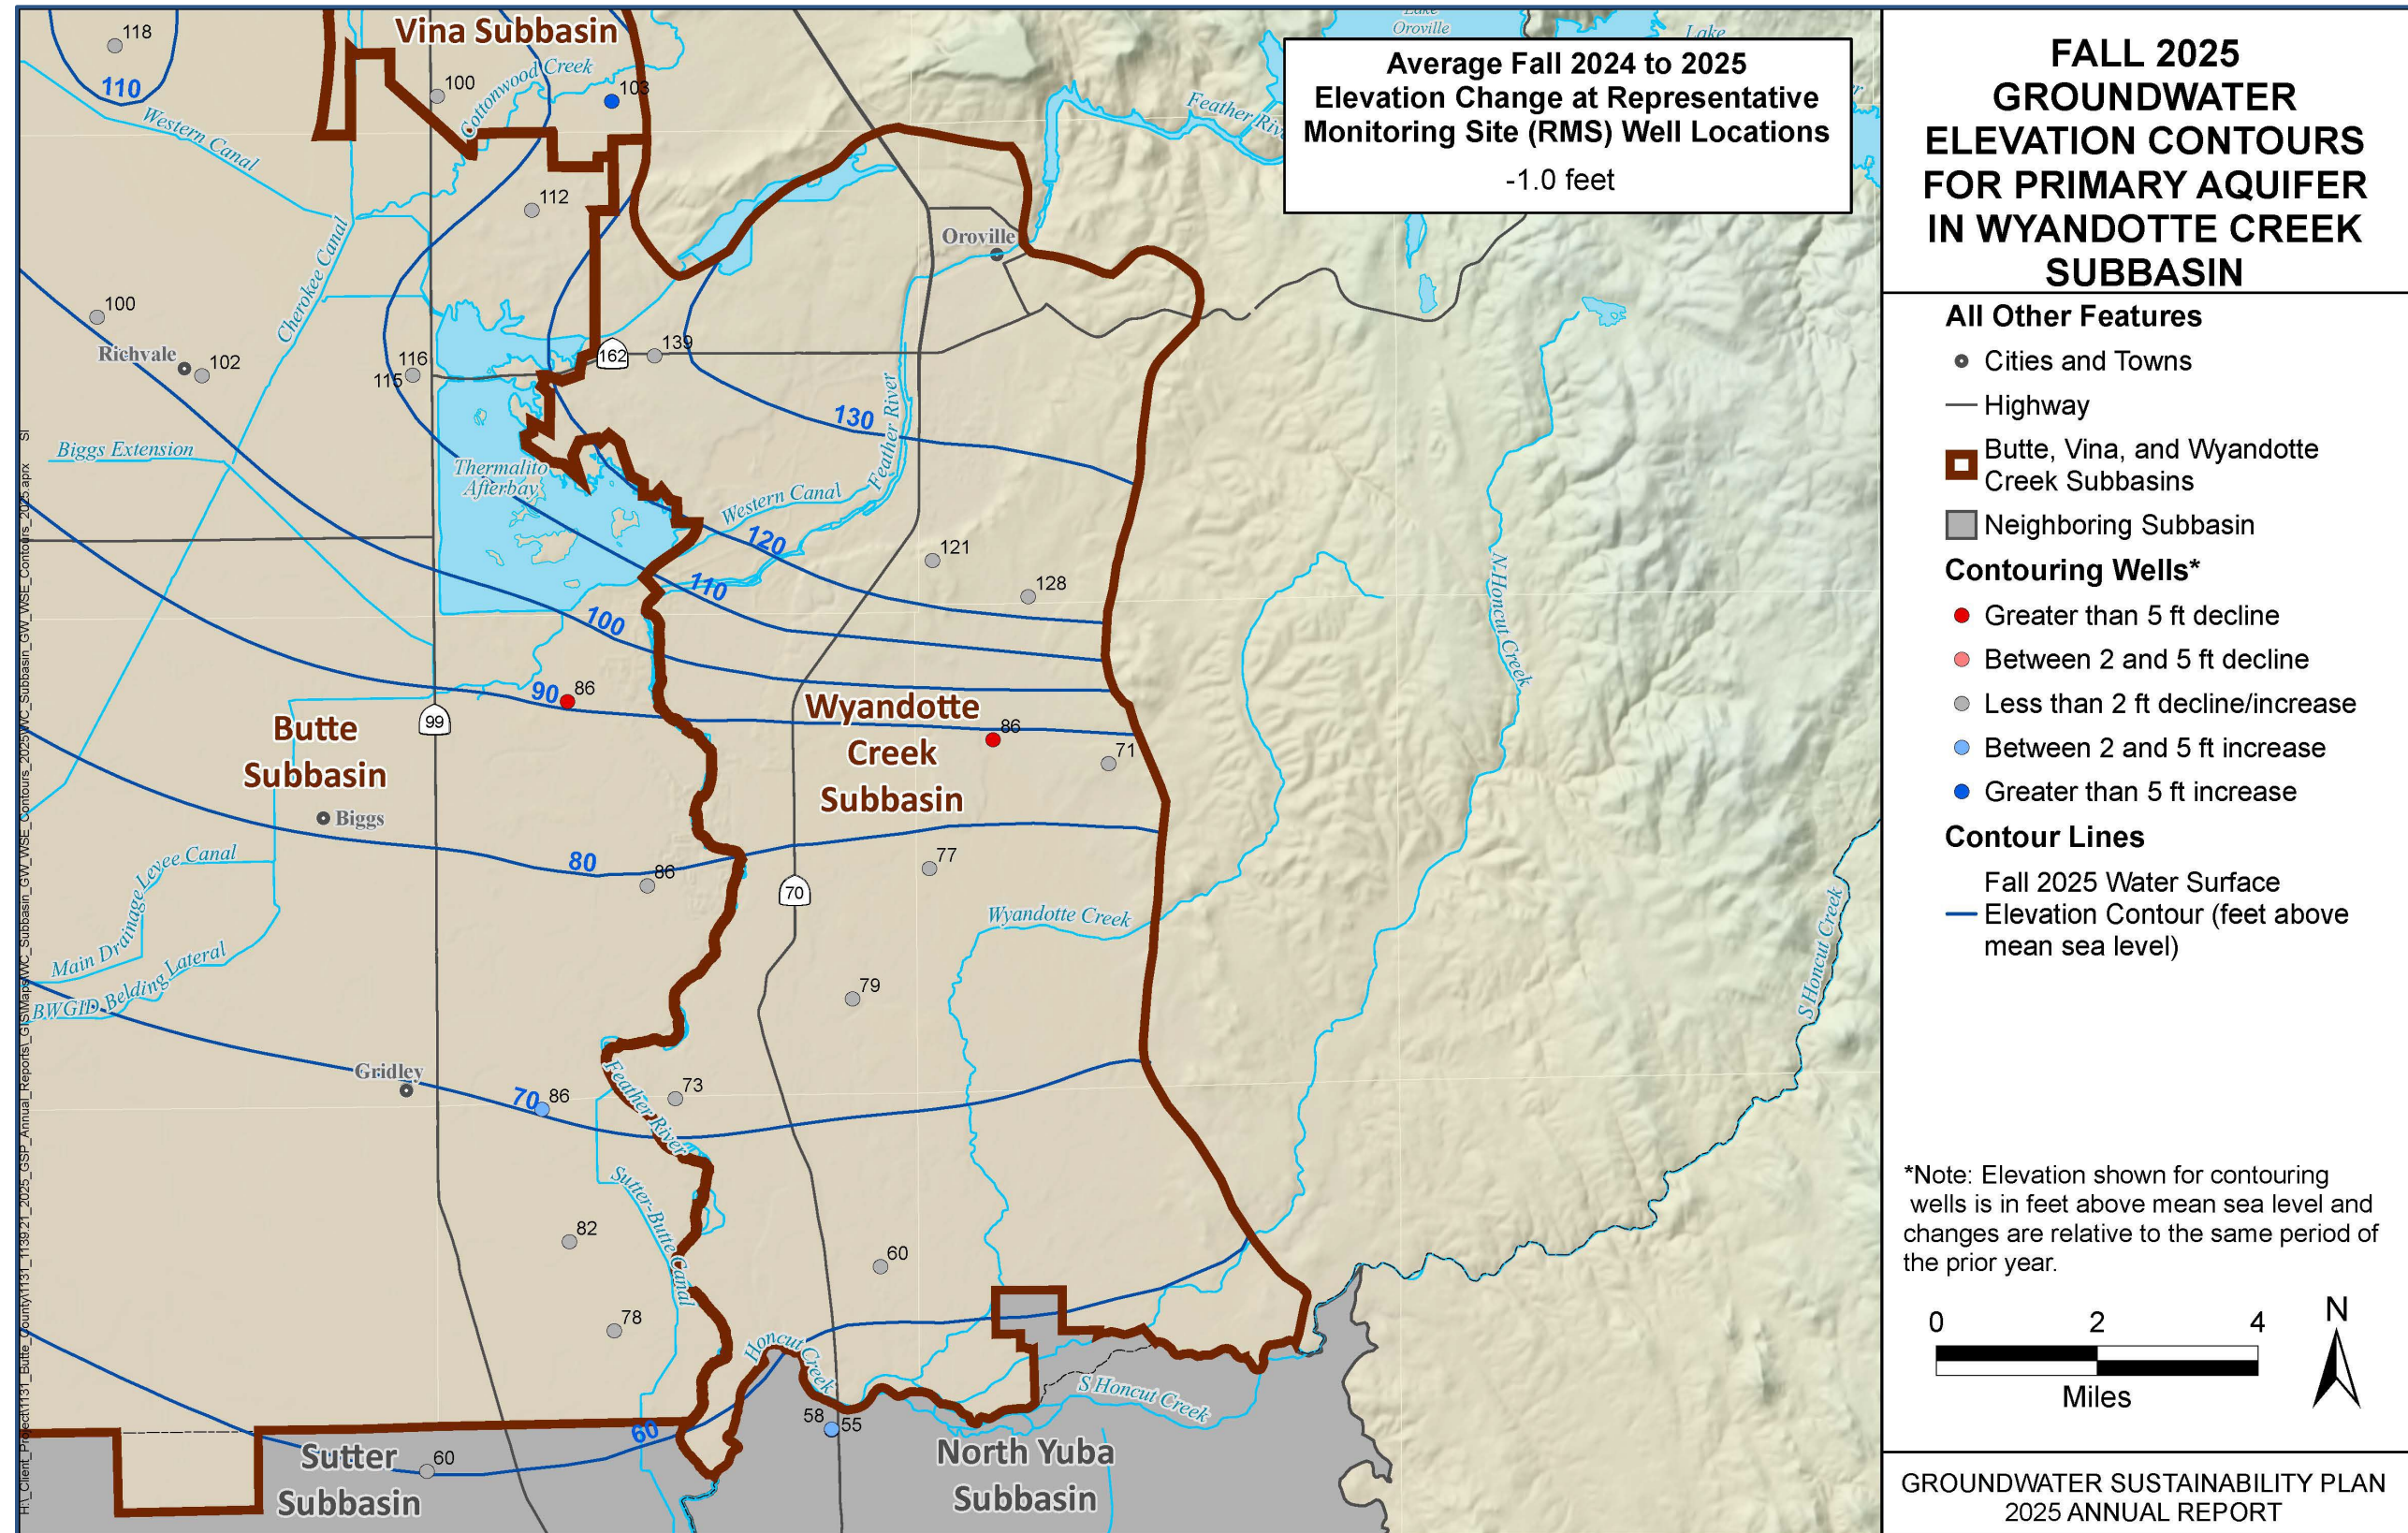 Vina Subbasin
118
110
100
Cottonwood Creek
103
Western Canal
112
Cherokee Canal
100
Richvale
102
116
115
Biggs Extension
Thermalito
Afterbay
162
139
Oroville
Lake
Oroville
Lake
Average Fall 2024 to 2025
Elevation Change at Representative
Monitoring Site (RMS) Well Locations
-1.0 feet
130
Feather River
Western Canal
120
110
100
121
128
N Honcut Creek
90
86
Butte
Subbasin
99
Wyandotte
Creek
Subbasin
86
71
Biggs
80
86
70
77
Main Drainage Levee Canal
BWGID Belding Lateral
Wyandotte Creek
79
S Honcut Creek
Gridley
70
86
Feather River
73
Sutter-Butte Canal
82
78
60
Honcut Creek
58
55
S Honcut Creek
60
60
Sutter
Subbasin
North Yuba
Subbasin
FALL 2025
GROUNDWATER
ELEVATION CONTOURS
FOR PRIMARY AQUIFER
IN WYANDOTTE CREEK
SUBBASIN
All Other Features
Cities and Towns
Highway
Butte, Vina, and Wyandotte
Creek Subbasins
Neighboring Subbasin
Contouring Wells*
Greater than 5 ft decline
Between 2 and 5 ft decline
Less than 2 ft decline/increase
Between 2 and 5 ft increase
Greater than 5 ft increase
Contour Lines
Fall 2025 Water Surface
Elevation Contour (feet above
mean sea level)
*Note: Elevation shown for contouring
wells is in feet above mean sea level and
changes are relative to the same period of
the prior year.
0 2 4
Miles
N
GROUNDWATER SUSTAINABILITY PLAN
2025 ANNUAL REPORT